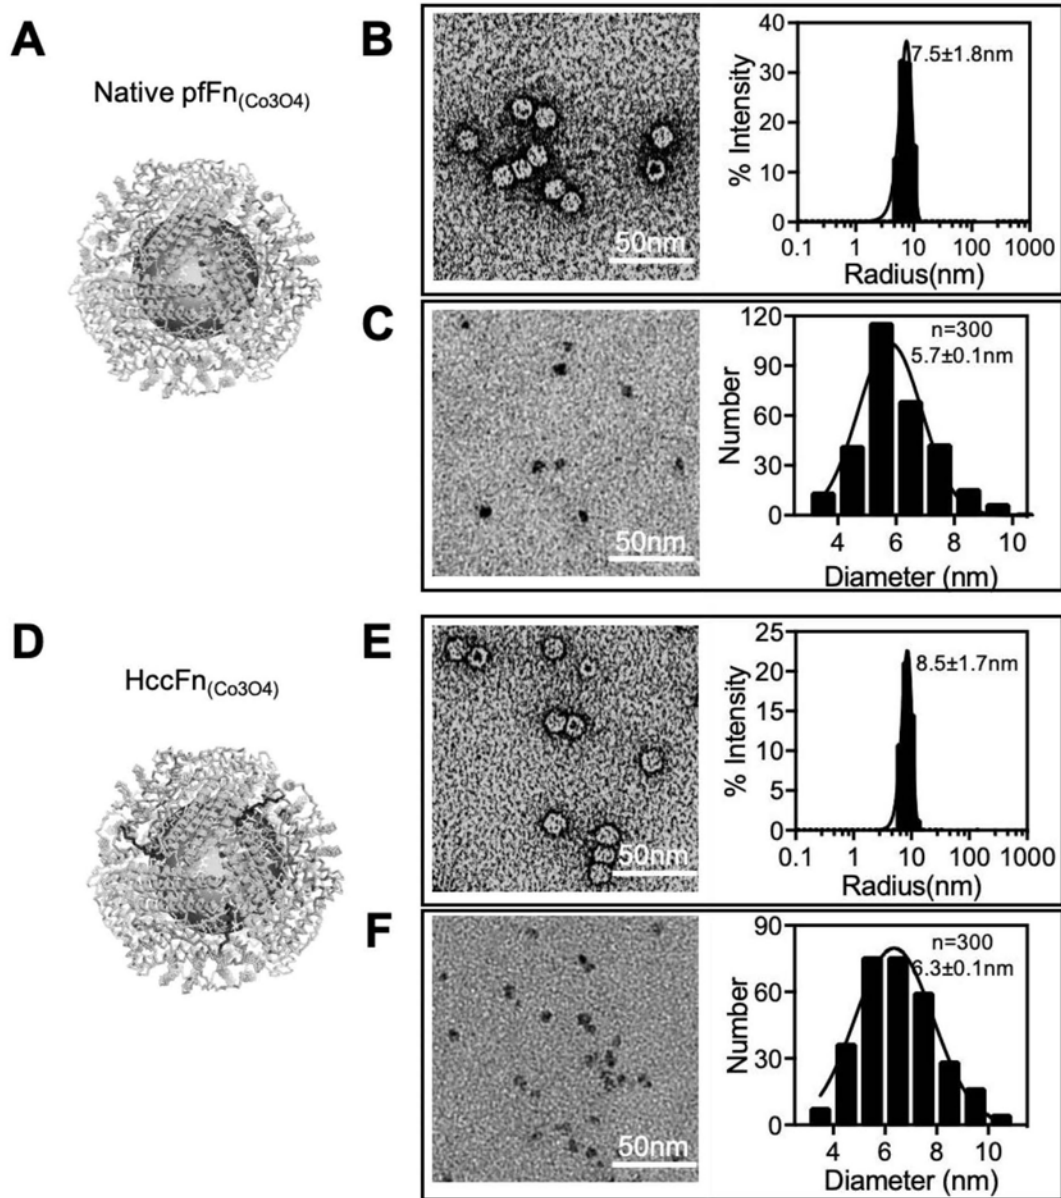 A
Native pfFn(Co3O4)
B
50nm
% Intensity
40
30
20
10
0
7.5±1.8nm
0.1 1 10 100 1000
Radius(nm)
C
50nm
Number
120
90
60
30
0
n=300
5.7±0.1nm
4 6 8 10
Diameter (nm)
D
HccFn(Co3O4)
E
50nm
% Intensity
25
20
15
10
5
0
8.5±1.7nm
0.1 1 10 100 1000
Radius(nm)
F
50nm
Number
90
60
30
0
n=300
6.3±0.1nm
4 6 8 10
Diameter (nm)